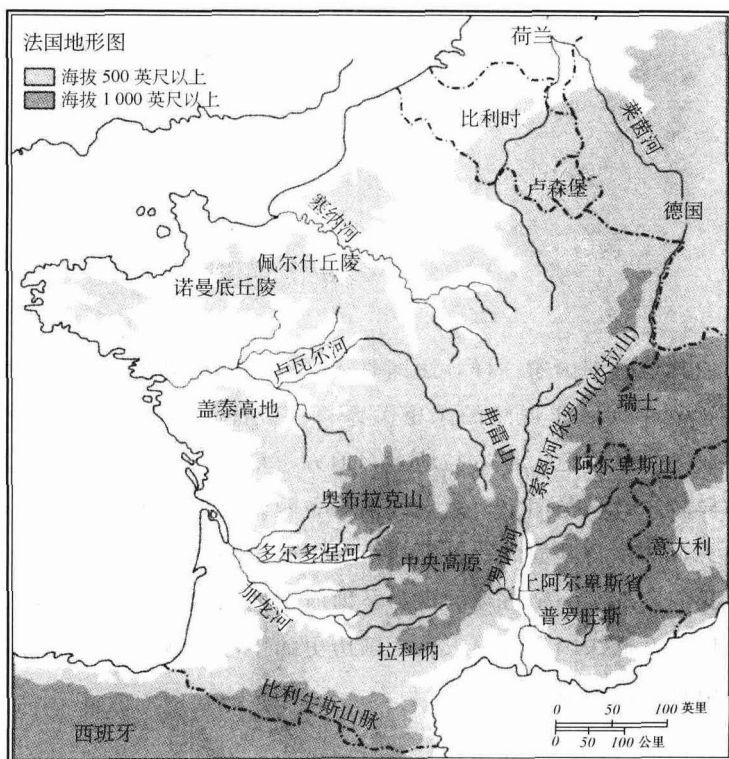 法国地形图
海拔 500 英尺以上
海拔 1 000 英尺以上
荷兰
比利时
莱茵河
卢森堡
德国
塞纳河
佩尔什丘陵
诺曼底丘陵
卢瓦尔河
盖泰高地
弗雷山
索恩河
侏罗山(汝拉山)
瑞士
阿尔卑斯山
奥布拉克山
多尔多涅河
中央高原
罗讷河
意大利
上阿尔卑斯省
普罗旺斯
加龙河
拉科讷
比利牛斯山脉
西班牙
0 50 100 英里
0 50 100 公里